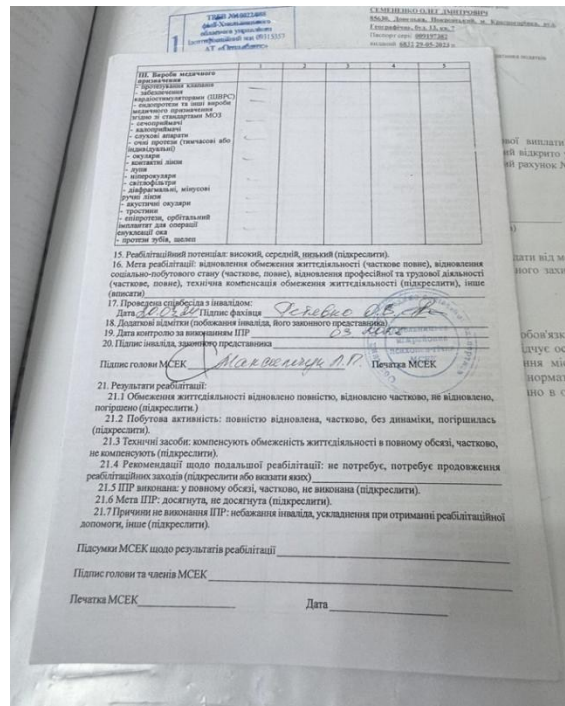 СЕМЕНЕНКО ОЛЕГ ДМИТРОВИЧ
АТ
III. Вироби медичного
призначення
1
2
3
4
5
- протезування клапанів
- забезпечення
кардіостимуляторами (ШВРС)
- ендопротези та інші вироби
медичного призначення
згідно зі стандартами МОЗ
- сечоприймачі
- калоприймачі
- слухові апарати
- очні протези (тимчасові або
індивідуальні)
- окуляри
- контактні лінзи
- лупи
- гіперокуляри
- світлофільтри
- діафрагмальні, мінусові
ручні лінзи
- акустичні окуляри
- тростини
- епіпротези, орбітальний
імплантат для операції
енуклеації ока
- протези зубів, щелеп
15. Реабілітаційний потенціал: високий, середній, низький (підкреслити).
16. Мета реабілітації: відновлення обмеження життєдіяльності (часткове повне), відновлення
соціально-побутового стану (часткове, повне), відновлення професійної та трудової діяльності
(часткове, повне), технічна компенсація обмеження життєдіяльності (підкреслити), інше
(вписати)
17. Проведена співбесіда з інвалідом:
Дата Підпис фахівця
18. Додаткові відмітки (побажання інваліда, його законного представника)
19. Дата контролю за виконанням ІПР 03
20. Підпис інваліда, законного представника
Підпис голови МСЕК Л.П. Печатка МСЕК
21. Результати реабілітації:
21.1 Обмеження життєдіяльності відновлено повністю, відновлено частково, не відновлено,
погіршено (підкреслити.)
21.2 Побутова активність: повністю відновлена, частково, без динаміки, погіршилась
(підкреслити).
21.3 Технічні засоби: компенсують обмеженість життєдіяльності в повному обсязі, частково,
не компенсують (підкреслити).
21.4 Рекомендації щодо подальшої реабілітації: не потребує, потребує продовження
реабілітаційних заходів (підкреслити або вказати яких)
21.5 ІПР виконана: у повному обсязі, частково, не виконана (підкреслити).
21.6 Мета ІПР: досягнута, не досягнута (підкреслити).
21.7 Причини не виконання ІПР: небажання інваліда, ускладнення при отриманні реабілітаційної
допомоги, інше (підкреслити).
Підсумки МСЕК щодо результатів реабілітації
Підпис голови та членів МСЕК
Печатка МСЕК Дата